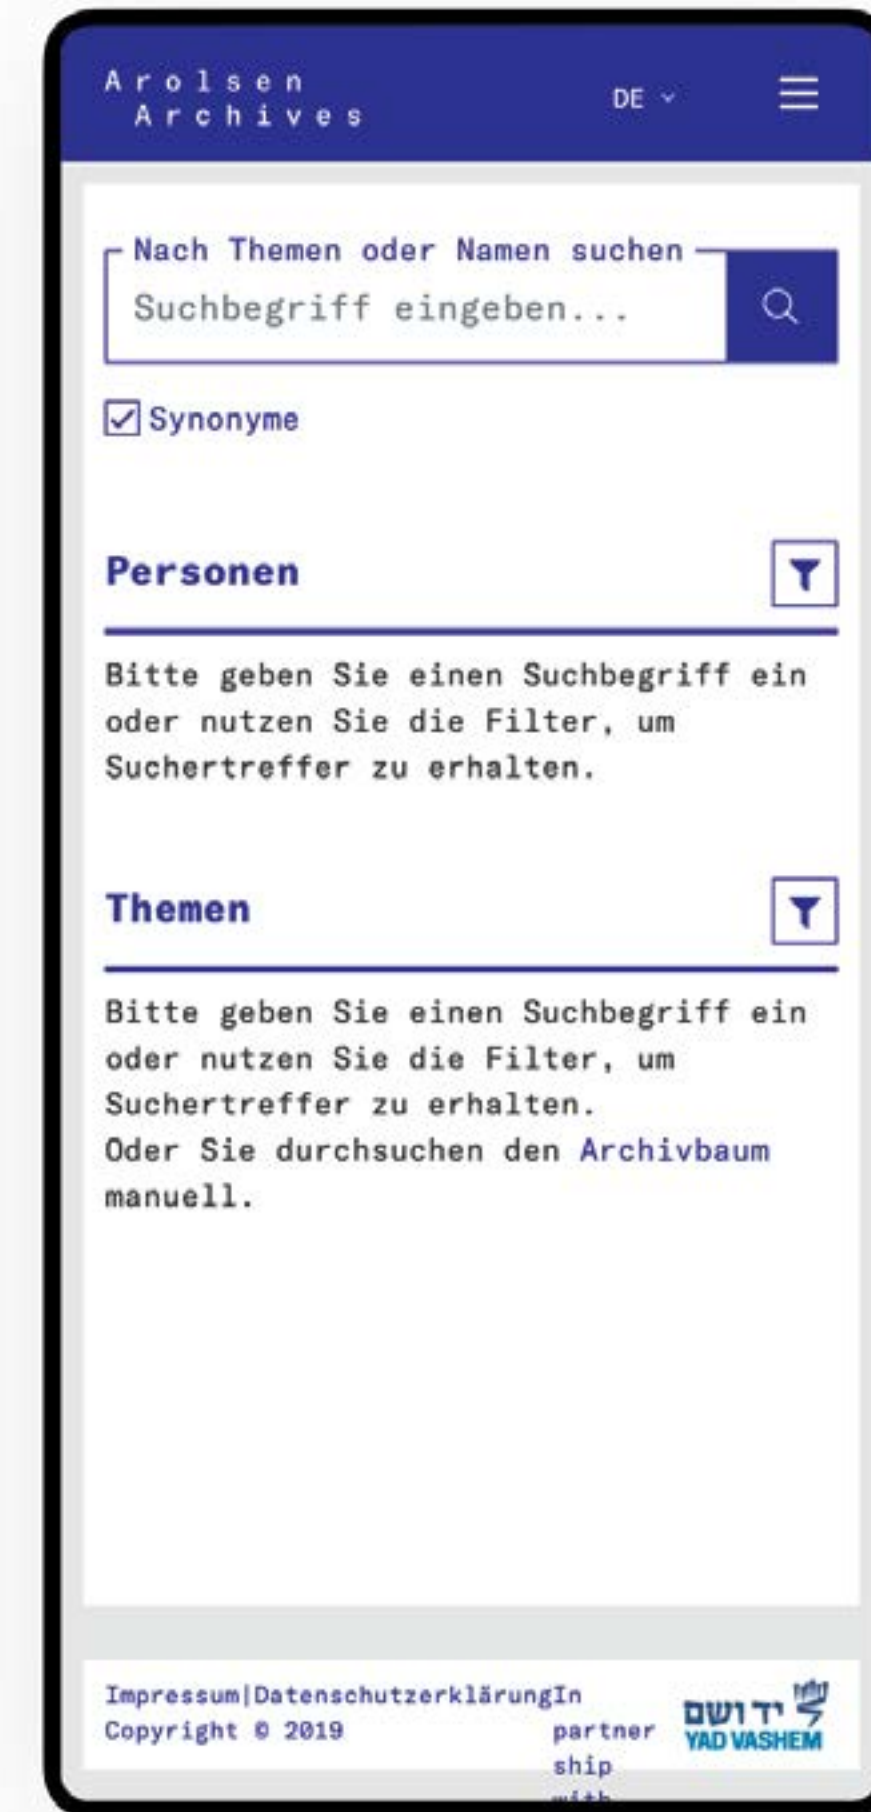 Arolsen
Archives
DE
Nach Themen oder Namen suchen
Suchbegriff eingeben...
Synonyme
Personen
Bitte geben Sie einen Suchbegriff ein
oder nutzen Sie die Filter, um
Suchertreffer zu erhalten.
Themen
Bitte geben Sie einen Suchbegriff ein
oder nutzen Sie die Filter, um
Suchertreffer zu erhalten.
Oder Sie durchsuchen den Archivbaum
manuell.
Impressum|Datenschutzerklärung
Copyright © 2019
In
partner
ship
with
יד ושם
YAD VASHEM